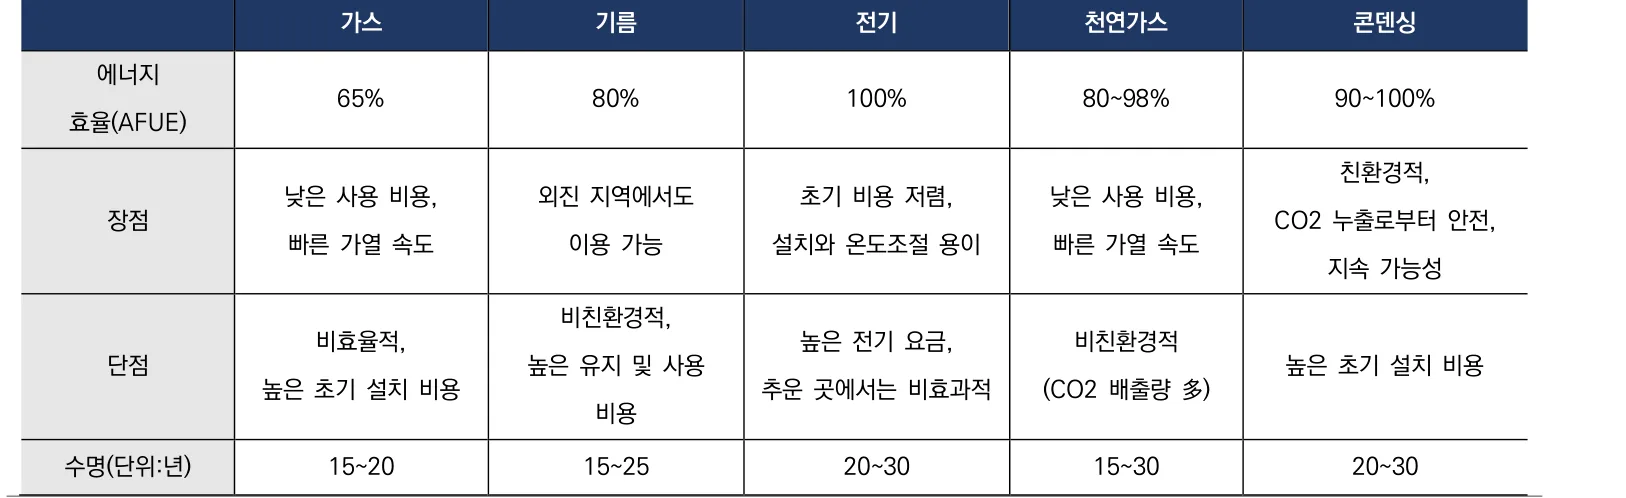 가스 기름 전기 천연가스 콘덴싱
에너지
효율(AFUE)
65% 80% 100% 80~98% 90~100%
장점
낮은 사용 비용,
빠른 가열 속도
외진 지역에서도
이용 가능
초기 비용 저렴,
설치와 온도조절 용이
낮은 사용 비용,
빠른 가열 속도
친환경적,
CO2 누출로부터 안전,
지속 가능성
단점
비효율적,
높은 초기 설치 비용
비친환경적,
높은 유지 및 사용
비용
높은 전기 요금,
추운 곳에서는 비효과적
비친환경적
(CO2 배출량 多)
높은 초기 설치 비용
수명(단위:년) 15~20 15~25 20~30 15~30 20~30